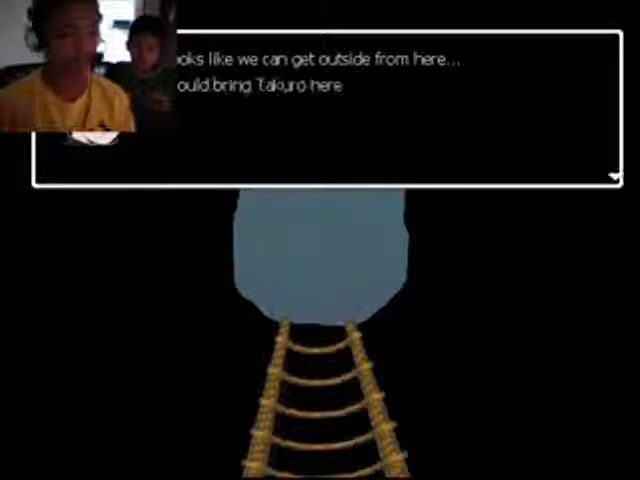 ooks like we can get outside from here...
ould bring Takuro here